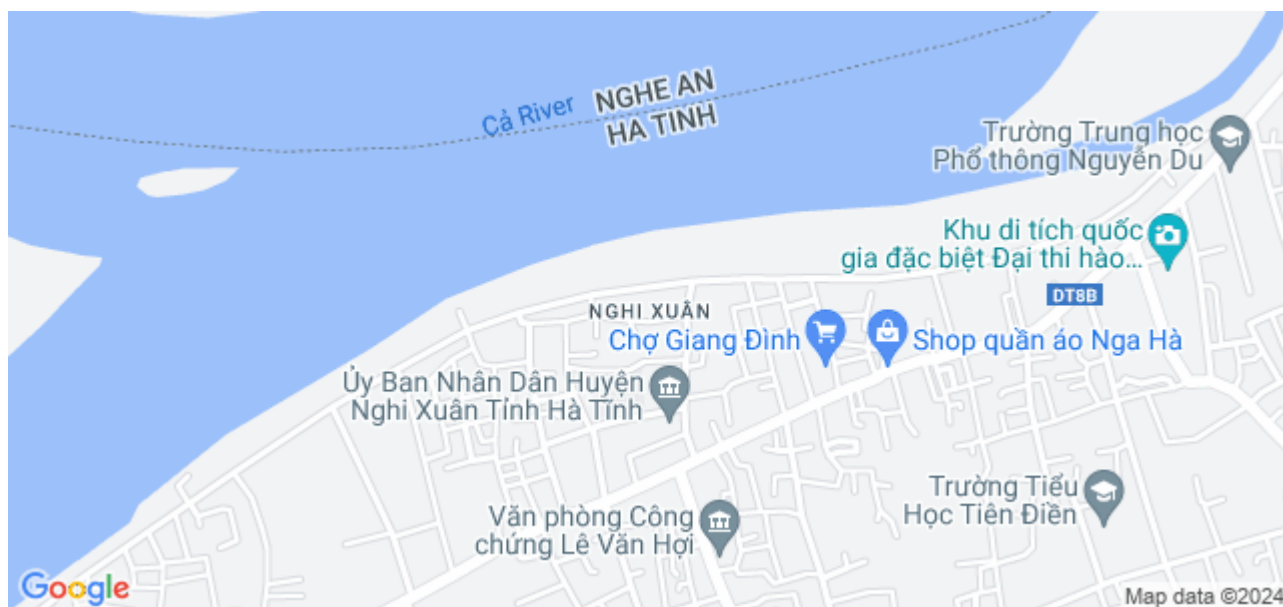 Cả River
NGHE AN
HA TINH
Trường Trung học
Phổ thông Nguyễn Du
Khu di tích quốc
gia đặc biệt Đại thi hào...
DT8B
NGHI XUÂN
Chợ Giang Đình
Shop quần áo Nga Hà
Ủy Ban Nhân Dân Huyện
Nghi Xuân Tỉnh Hà Tĩnh
Trường Tiểu
Học Tiên Điền
Văn phòng Công
chứng Lê Văn Hợi
Google
Map data ©2024